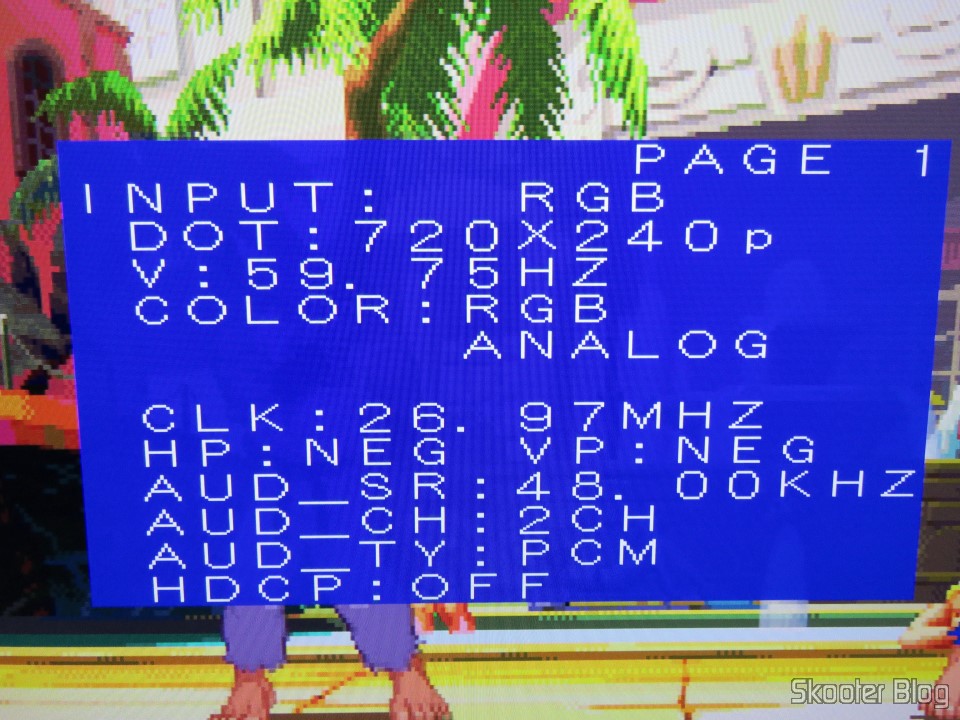 PAGE 1
INPUT: RGB
DOT:720X240p
V:59.75HZ
COLOR:RGB
ANALOG
CLK:26.97MHZ
HP:NEG VP:NEG
AUD_SR:48.00KHZ
AUD_CH:2CH
AUD_TY:PCM
HDCP:OFF
Skooter Blog